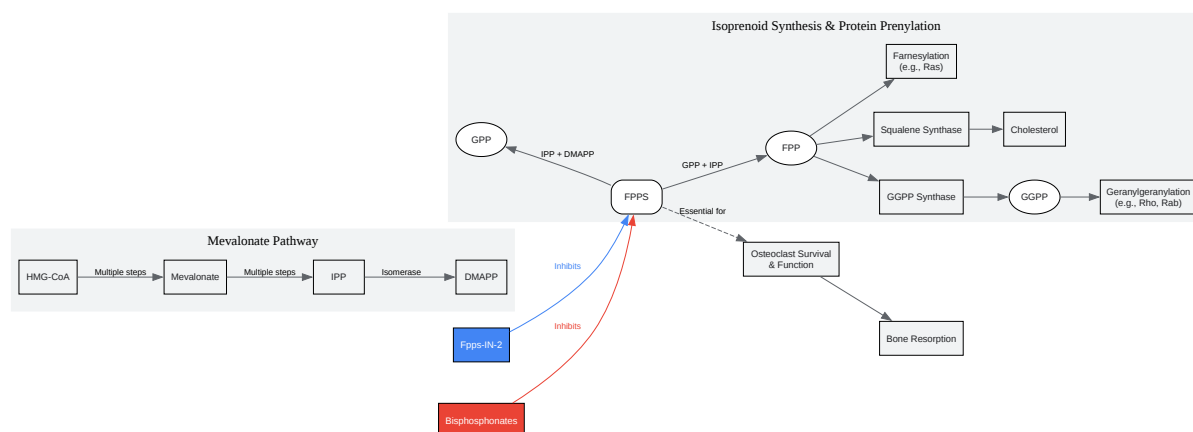 Isoprenoid Synthesis & Protein Prenylation
Farnesylation
(e.g., Ras)
GPP
IPP + DMAPP
Squalene Synthase
Cholesterol
FPP
GPP + IPP
FPPS
GGPP Synthase
GGPP
Geranylgeranylation
(e.g., Rho, Rab)
Essential for
Mevalonate Pathway
HMG-CoA
Multiple steps
Mevalonate
Multiple steps
IPP
Isomerase
DMAPP
Inhibits
Osteoclast Survival
& Function
Inhibits
Fpps-IN-2
Bone Resorption
Bisphosphonates